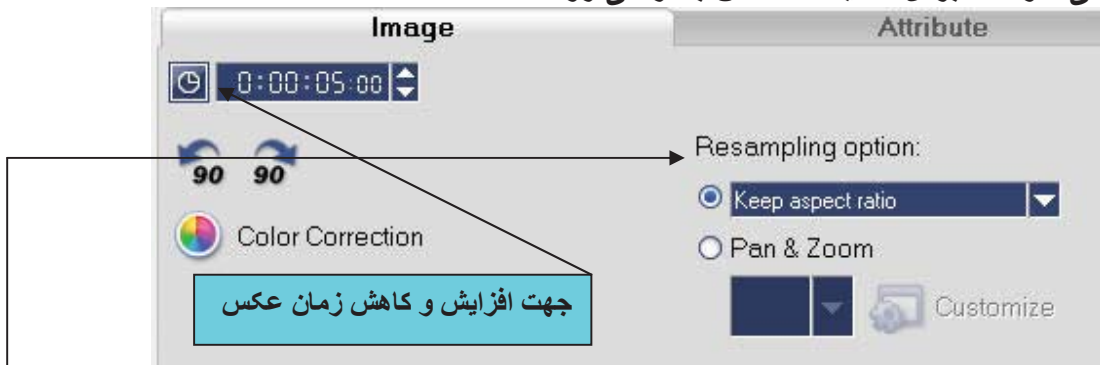 Image
Attribute
0:00:05:00
90 90
Resampling option:
Keep aspect ratio
Color Correction
Pan & Zoom
جهت افزایش و کاهش زمان عکس
Customize